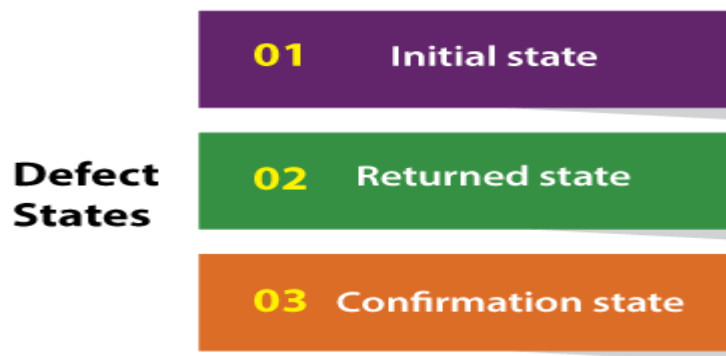 01 Initial state
Defect
States
02 Returned state
03 Confirmation state